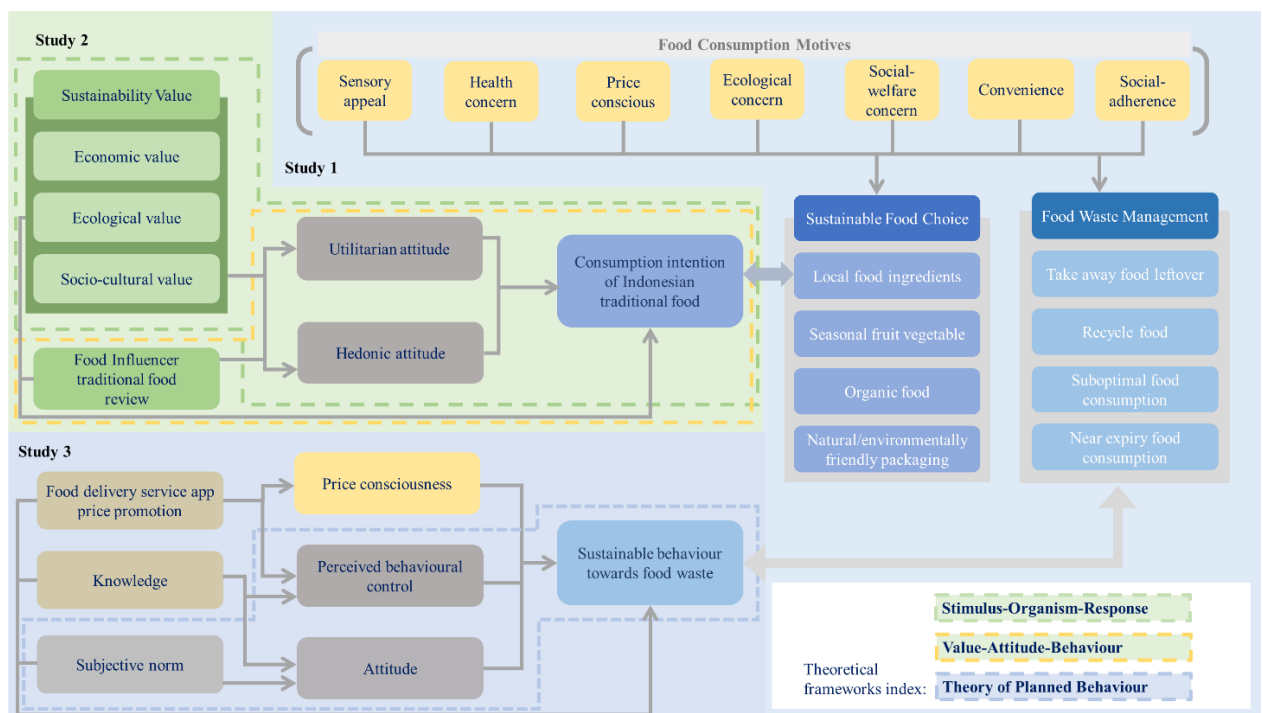 Study 2
Sustainability Value
Economic value
Ecological value
Socio-cultural value
Food Influencer
traditional food
review
Utilitarian attitude
Hedonic attitude
Consumption intention
of Indonesian
traditional food
Study 1
Food Consumption Motives
Sensory
appeal
Health
concern
Price
conscious
Ecological
concern
Social-
welfare
concern
Convenience
Social-
adherence
Sustainable Food Choice
Local food ingredients
Seasonal fruit vegetable
Organic food
Natural/environmentally
friendly packaging
Food Waste Management
Take away food leftover
Recycle food
Suboptimal food
consumption
Near expiry food
consumption
Study 3
Food delivery service app
price promotion
Knowledge
Subjective norm
Price consciousness
Perceived behavioural
control
Attitude
Sustainable behaviour
towards food waste
Theoretical
frameworks index:
Stimulus-Organism-Response
Value-Attitude-Behaviour
Theory of Planned Behaviour